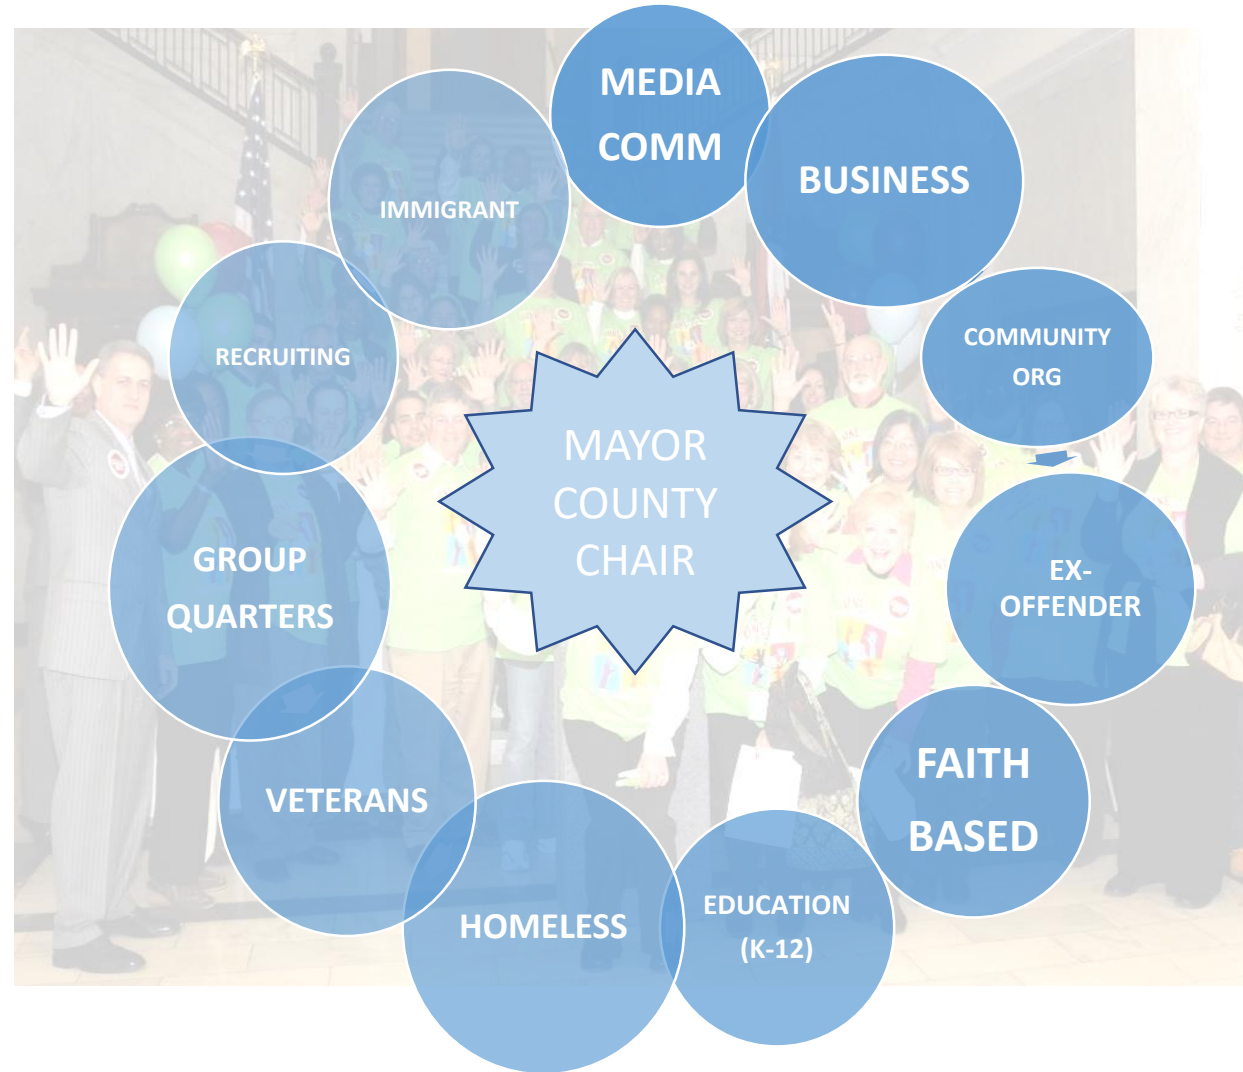 MEDIA
COMM
BUSINESS
IMMIGRANT
COMMUNITY
ORG
RECRUITING
MAYOR
COUNTY
CHAIR
GROUP
QUARTERS
EX-
OFFENDER
FAITH
BASED
VETERANS
EDUCATION
(K-12)
HOMELESS